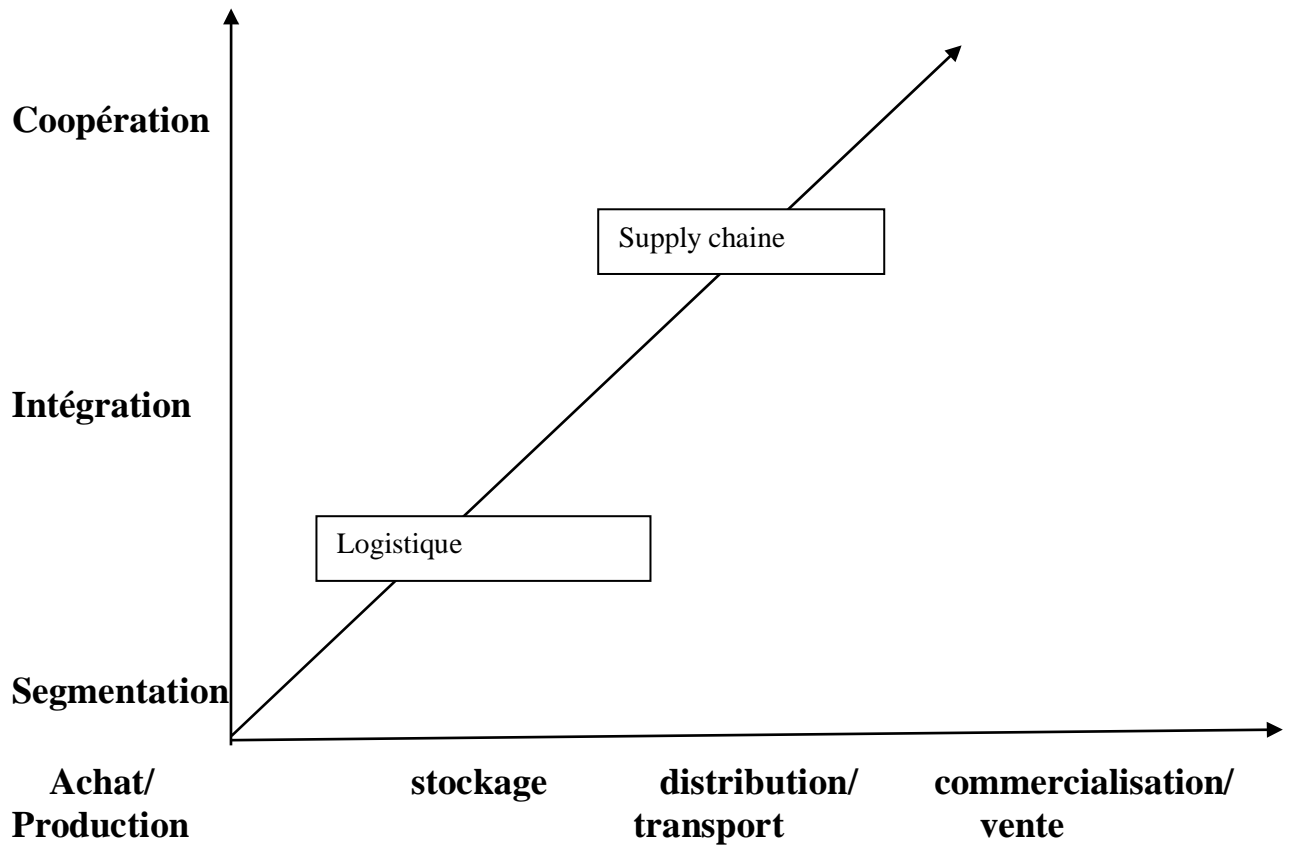 Coopération
Supply chaine
Intégration
Logistique
Segmentation
Achat/ stockage distribution/ commercialisation/
Production transport vente